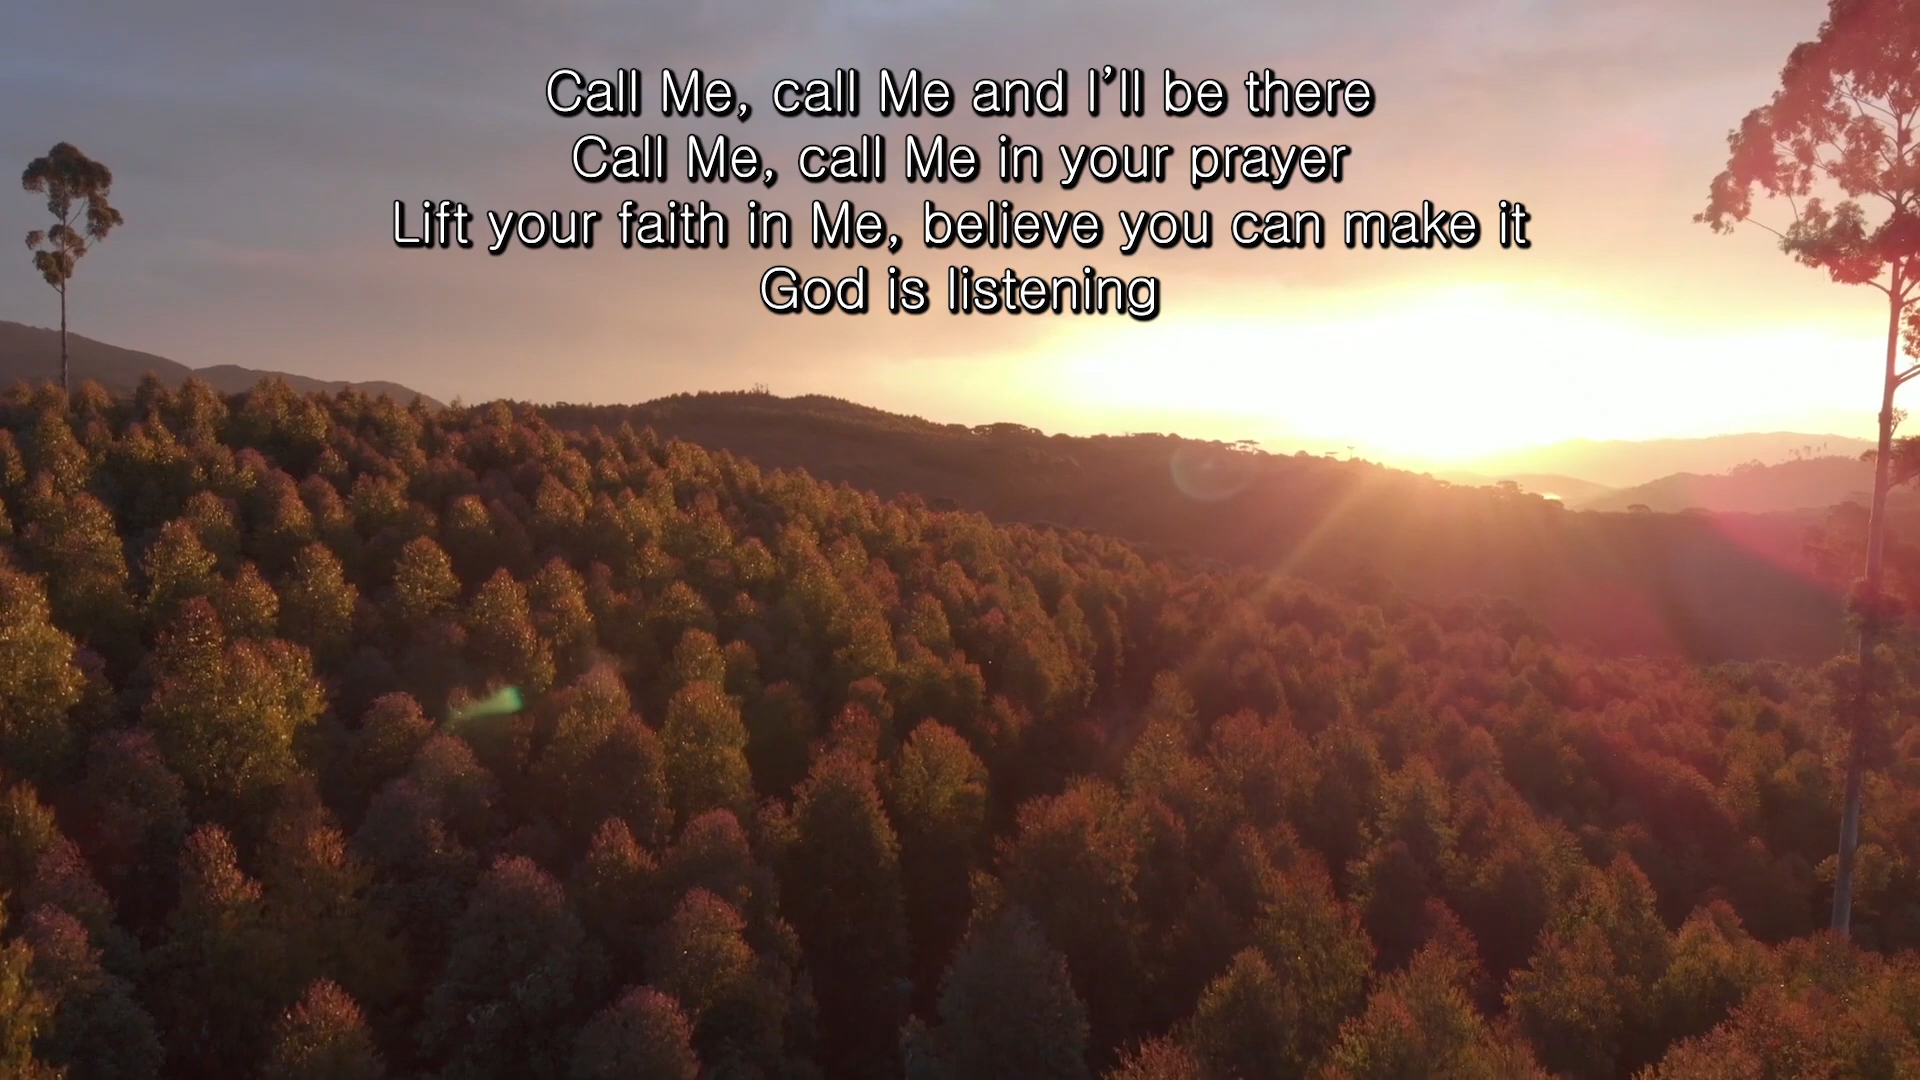 Call Me, call Me and I’ll be there
Call Me, call Me in your prayer
Lift your faith in Me, believe you can make it
God is listening